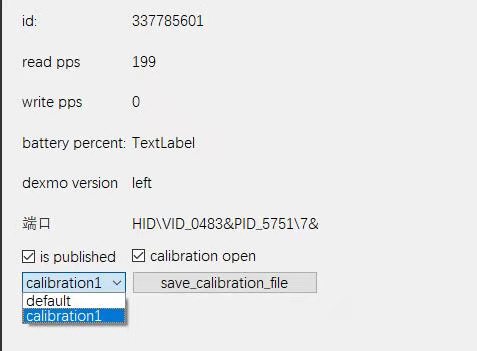 id: 337785601
read pps 199
write pps 0
battery percent: TextLabel
dexmo version left
端口 HID\VID_0483&PID_5751\7&
is published calibration open
calibration1 save_calibration_file
default
calibration1